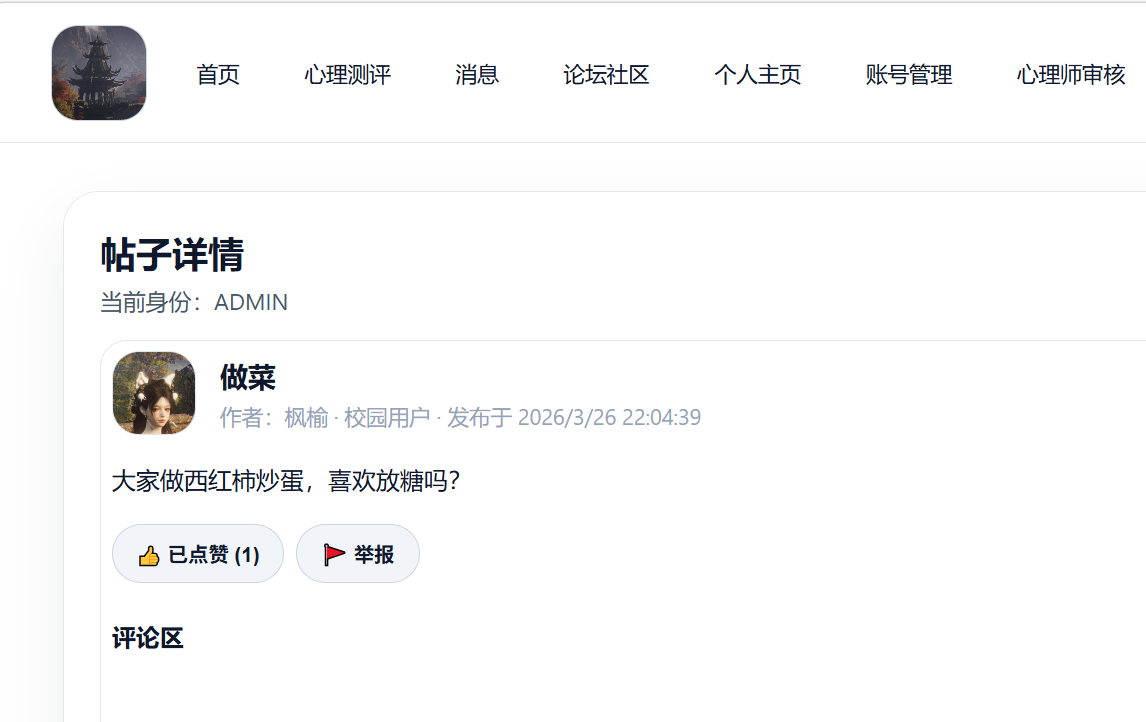 首页 心理测评 消息 论坛社区 个人主页 账号管理 心理师审核
帖子详情
当前身份：ADMIN
做菜
作者：枫榆 · 校园用户 · 发布于 2026/3/26 22:04:39
大家做西红柿炒蛋，喜欢放糖吗？
👍 已点赞 (1) 🚩 举报
评论区